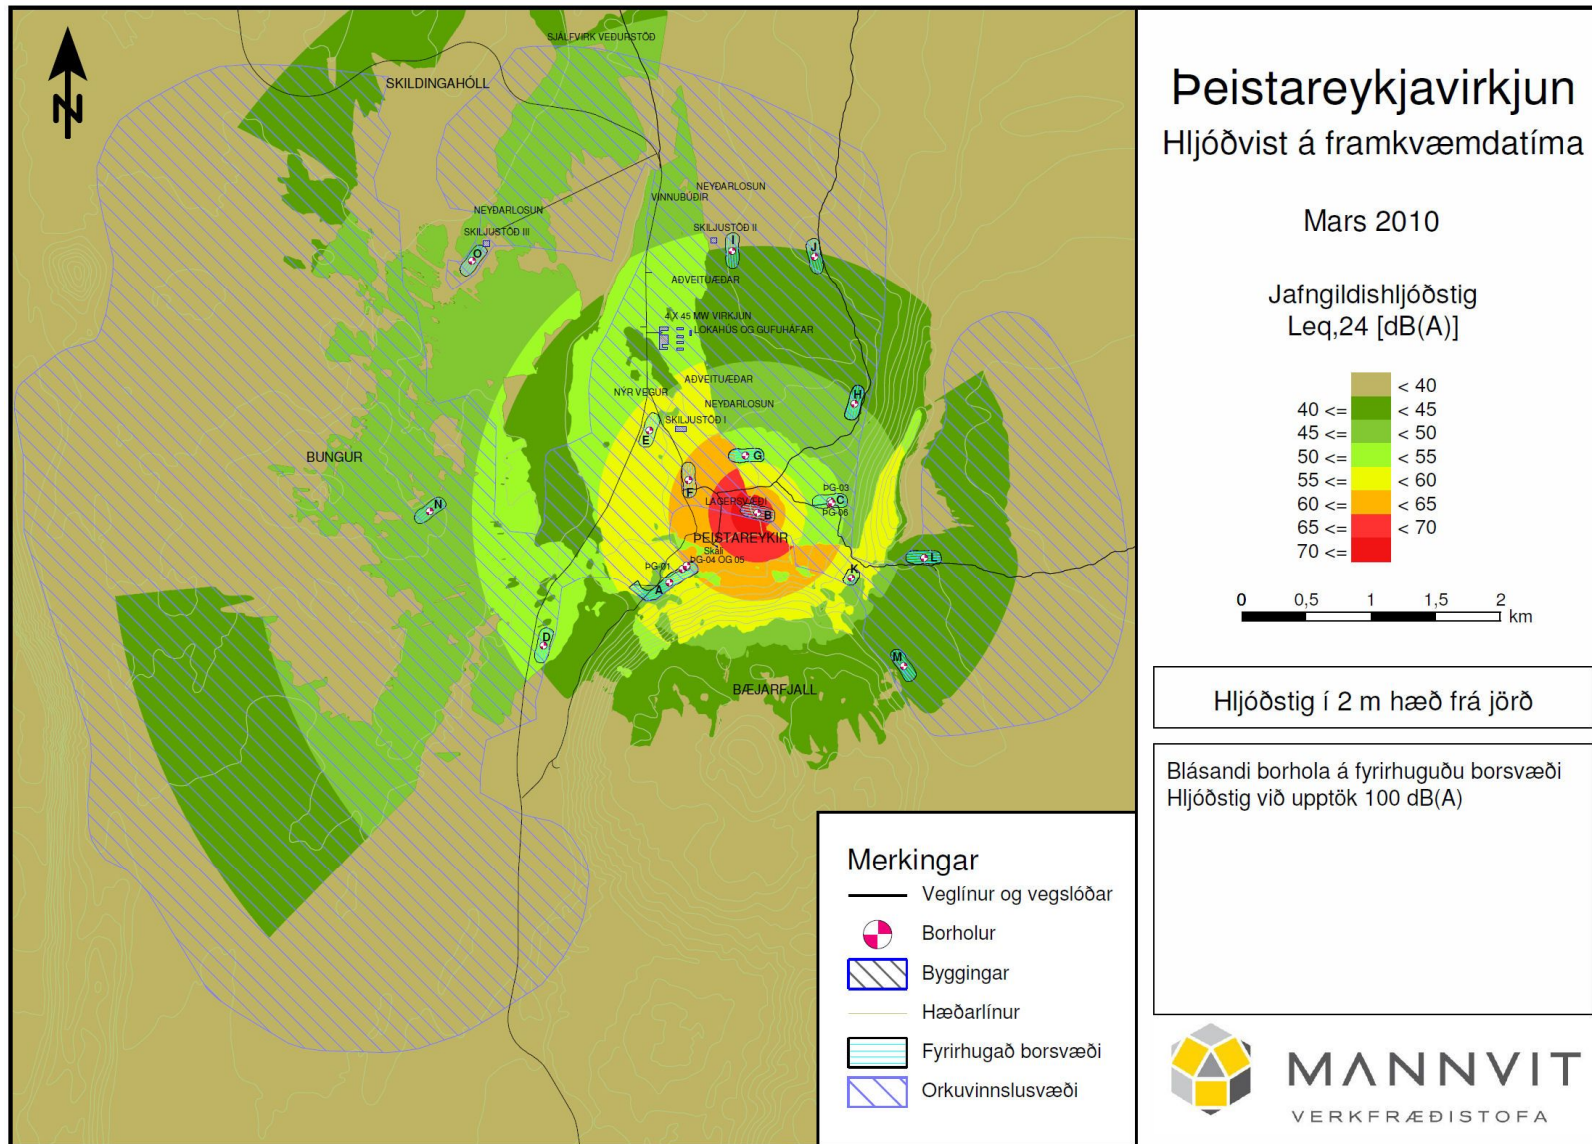 SJÁLFVIRK VEÐURSTÖÐ
SKILDINGAHÓLL
N
NEYÐARLOSUN
VINNUBÚÐIR
NEYÐARLOSUN
SKILJUSTÖÐ III
SKILJUSTÖÐ II
I
J
O
AÐVEITUÆÐAR
4 X 45 MW VIRKJUN
LOKAHÚS OG GUFUHÁFAR
AÐVEITUÆÐAR
NÝR VEGUR
NEYÐARLOSUN
H
SKILJUSTÖÐ I
E
BUNGUR
G
F
ÞG-03
C
ÞG-06
LAGERSVÆÐI
B
N
ÞEISTAREYKIR
Skáli
ÞG-04 OG 05
ÞG-01
A
K
L
D
M
BÆJARFJALL
Merkingar
Veglínur og vegslóðar
Borholur
Byggingar
Hæðarlínur
Fyrirhugað borsvæði
Orkuvinnslusvæði
Þeistareykjavirkjun
Hljóðvist á framkvæmdatíma
Mars 2010
Jafngildishljóðstig
Leq,24 [dB(A)]
< 40
40 <= < 45
45 <= < 50
50 <= < 55
55 <= < 60
60 <= < 65
65 <= < 70
70 <=
0 0,5 1 1,5 2
km
Hljóðstig í 2 m hæð frá jörð
Blásandi borhola á fyrirhuguðu borsvæði
Hljóðstig við upptök 100 dB(A)
MANNVIT
VERKFRÆÐISTOFA